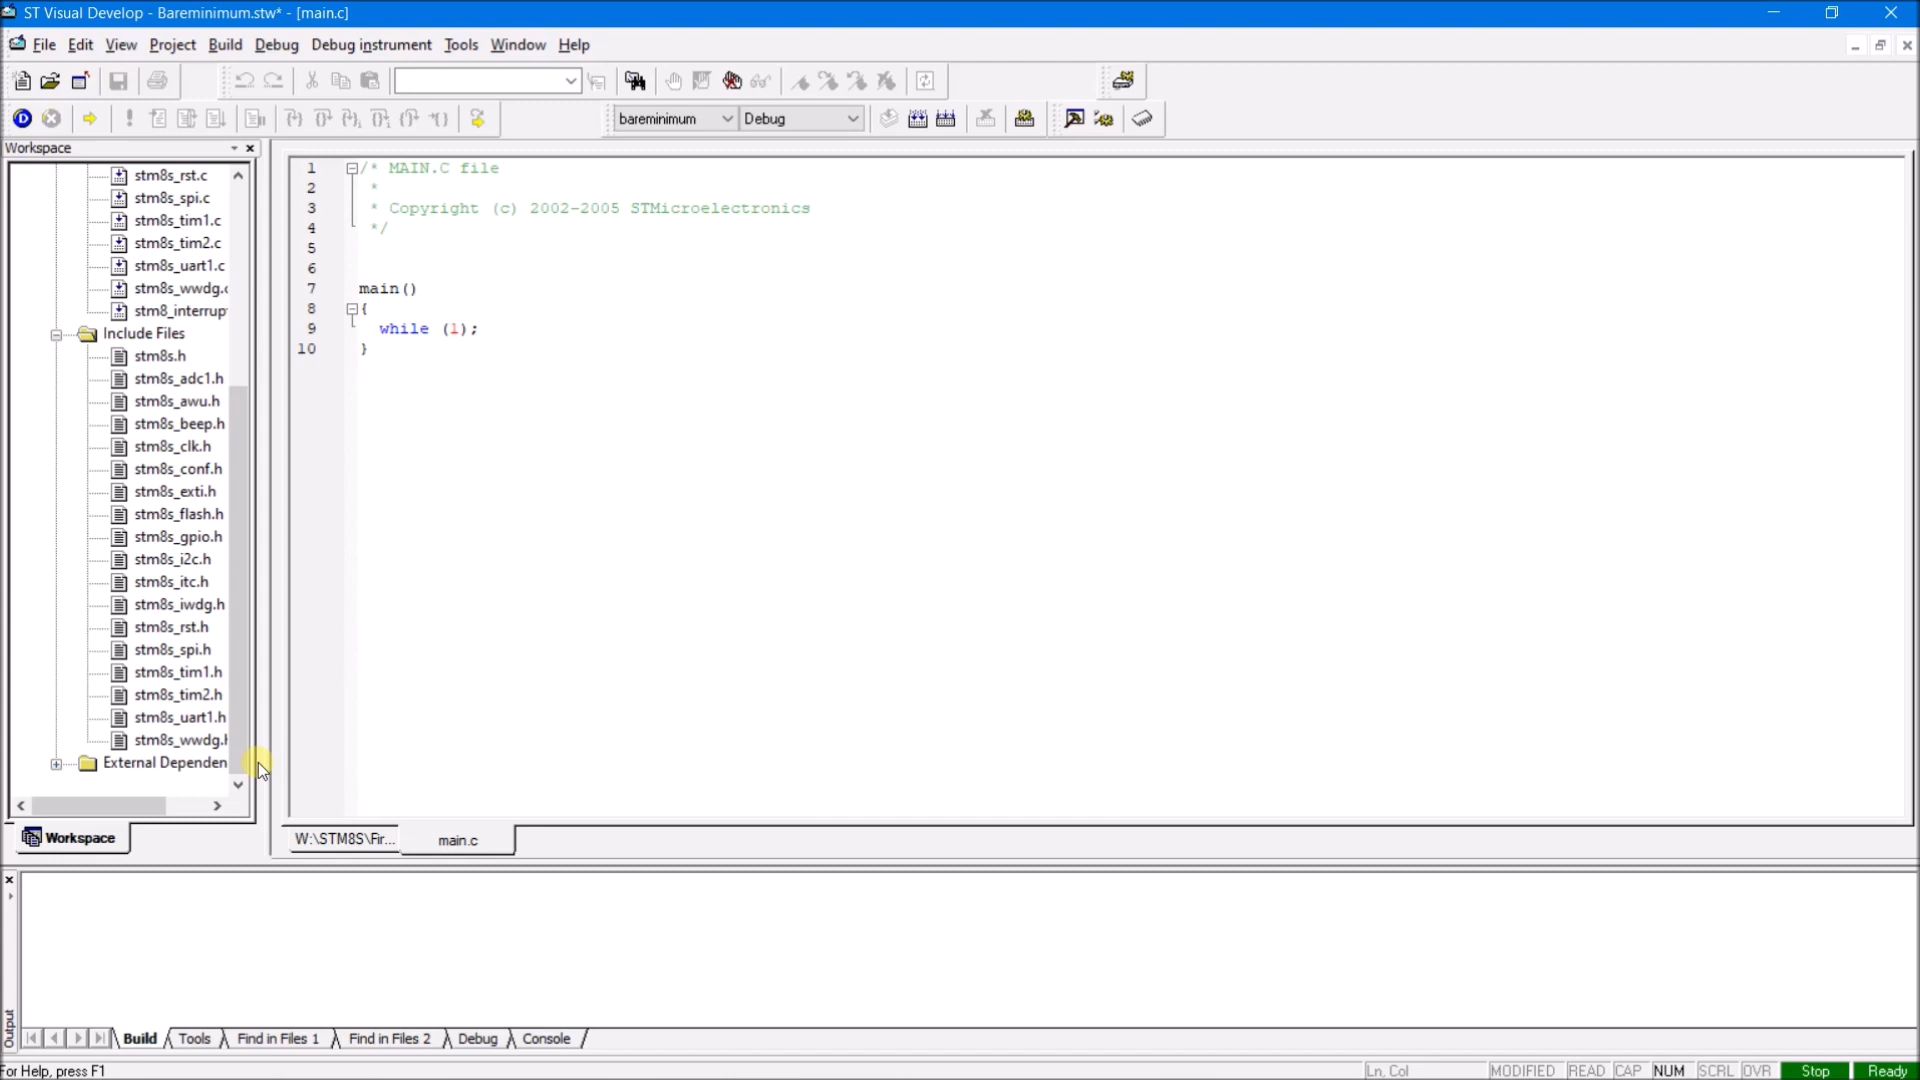 ST Visual Develop - Bareminimum.stw* - [main.c]
File Edit View Project Build Debug Debug instrument Tools Window Help
bareminimum Debug
Workspace
stm8s_rst.c
stm8s_spi.c
stm8s_tim1.c
stm8s_tim2.c
stm8s_uart1.c
stm8s_wwdg.c
stm8_interrup
Include Files
stm8s.h
stm8s_adc1.h
stm8s_awu.h
stm8s_beep.h
stm8s_clk.h
stm8s_conf.h
stm8s_exti.h
stm8s_flash.h
stm8s_gpio.h
stm8s_i2c.h
stm8s_itc.h
stm8s_iwdg.h
stm8s_rst.h
stm8s_spi.h
stm8s_tim1.h
stm8s_tim2.h
stm8s_uart1.h
stm8s_wwdg.h
External Dependen
Workspace
1 /* MAIN.C file
2 *
3 * Copyright (c) 2002-2005 STMicroelectronics
4 */
5
6
7 main()
8 {
9 while (1);
10 }
W:\STM8S\Fir... main.c
Output
Build Tools Find in Files 1 Find in Files 2 Debug Console
For Help, press F1 Ln, Col MODIFIED READ CAP NUM SCRL OVR Stop Ready